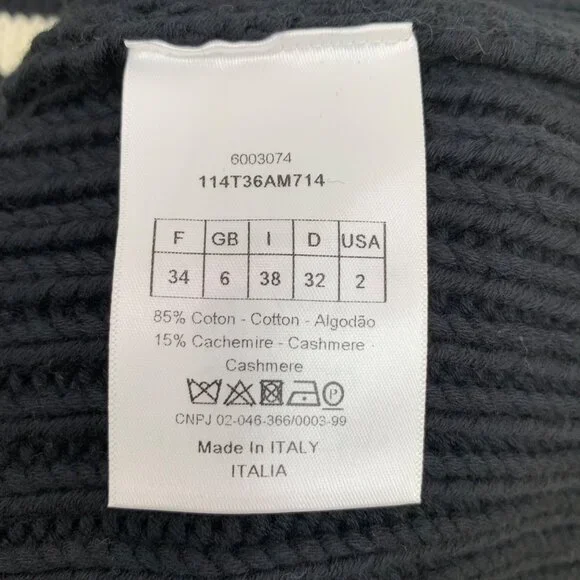 6003074
114T36AM714
F GB I D USA
34 6 38 32 2
85% Coton - Cotton - Algodão
15% Cachemire - Cashmere -
Cashmere
P
CNPJ 02-046-366/0003-99
Made In ITALY
ITALIA